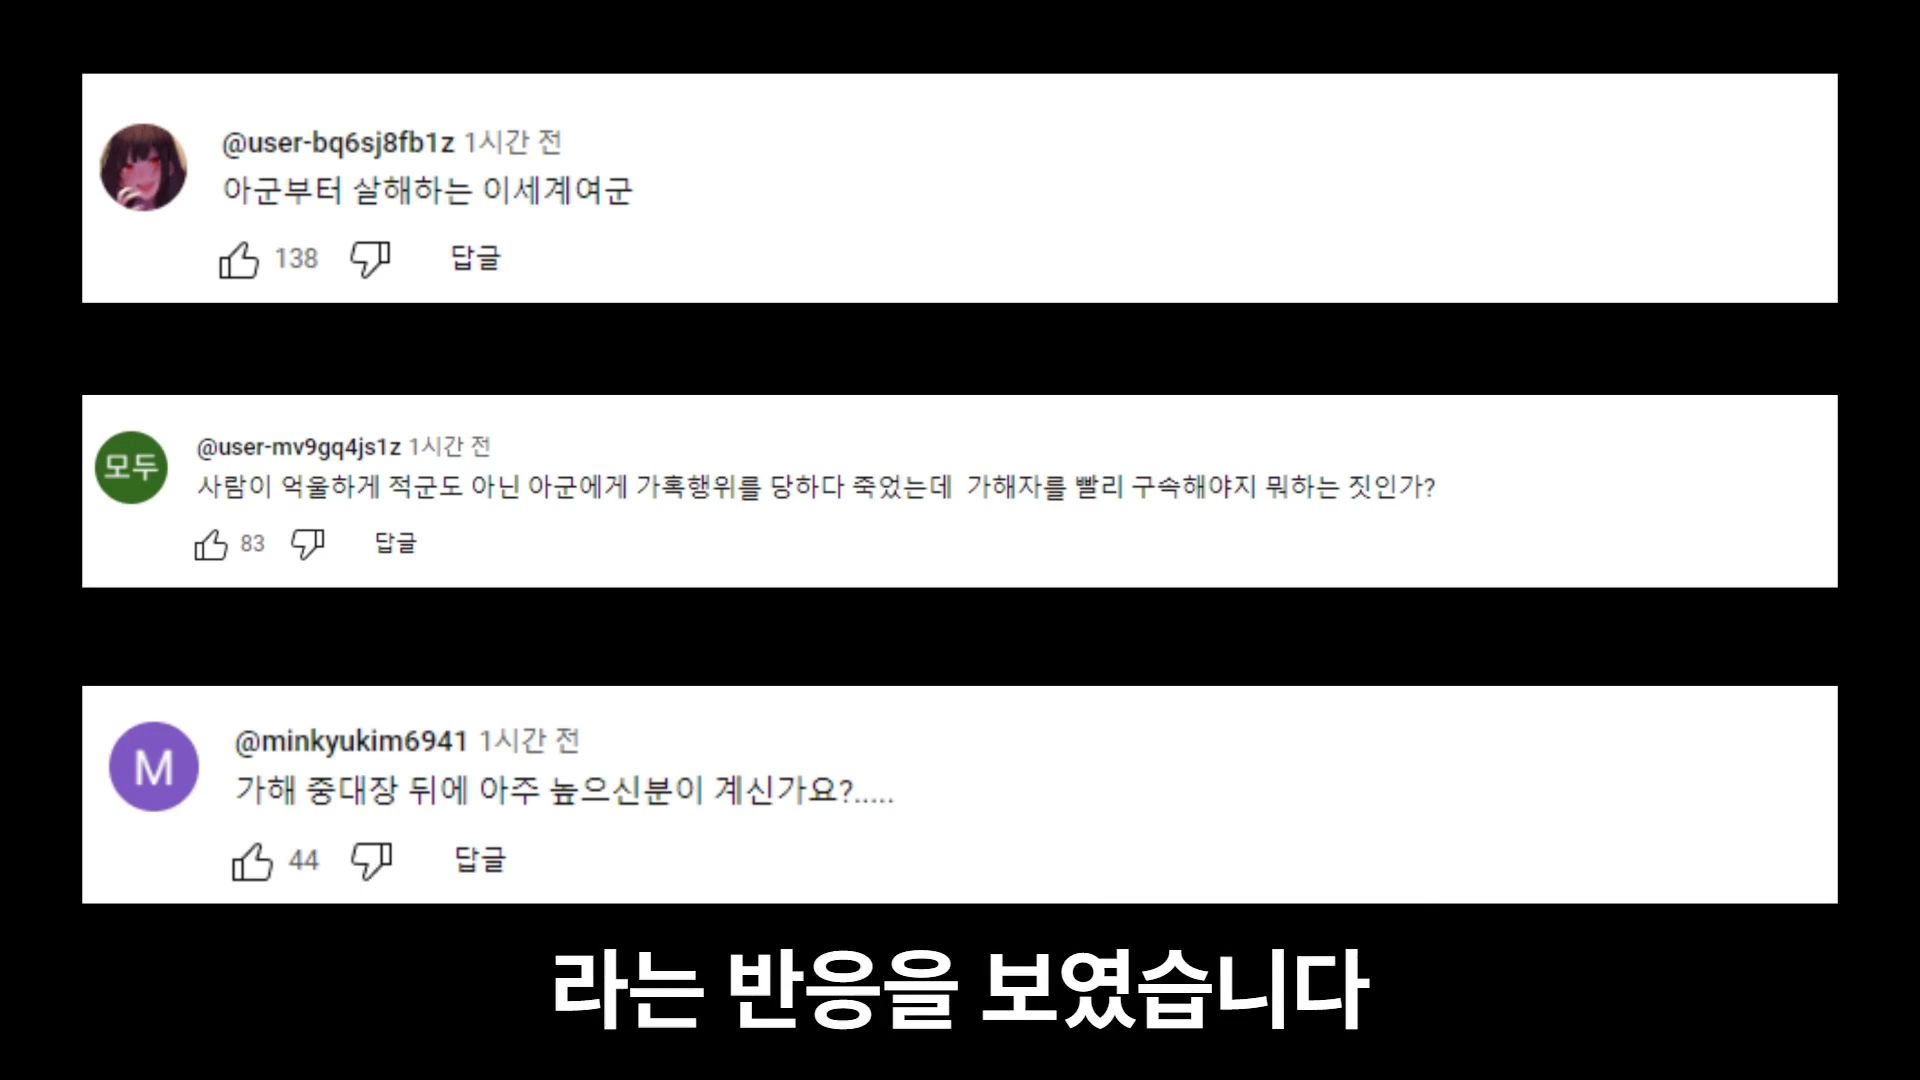 @user-bq6sj8fb1z 1시간 전
아군부터 살해하는 이세계여군
138 답글
모두
@user-mv9gq4js1z 1시간 전
사람이 억울하게 적군도 아닌 아군에게 가혹행위를 당하다 죽었는데 가해자를 빨리 구속해야지 뭐하는 짓인가?
83 답글
M
@minkyukim6941 1시간 전
가해 중대장 뒤에 아주 높으신분이 계신가요?.....
44 답글
라는 반응을 보였습니다